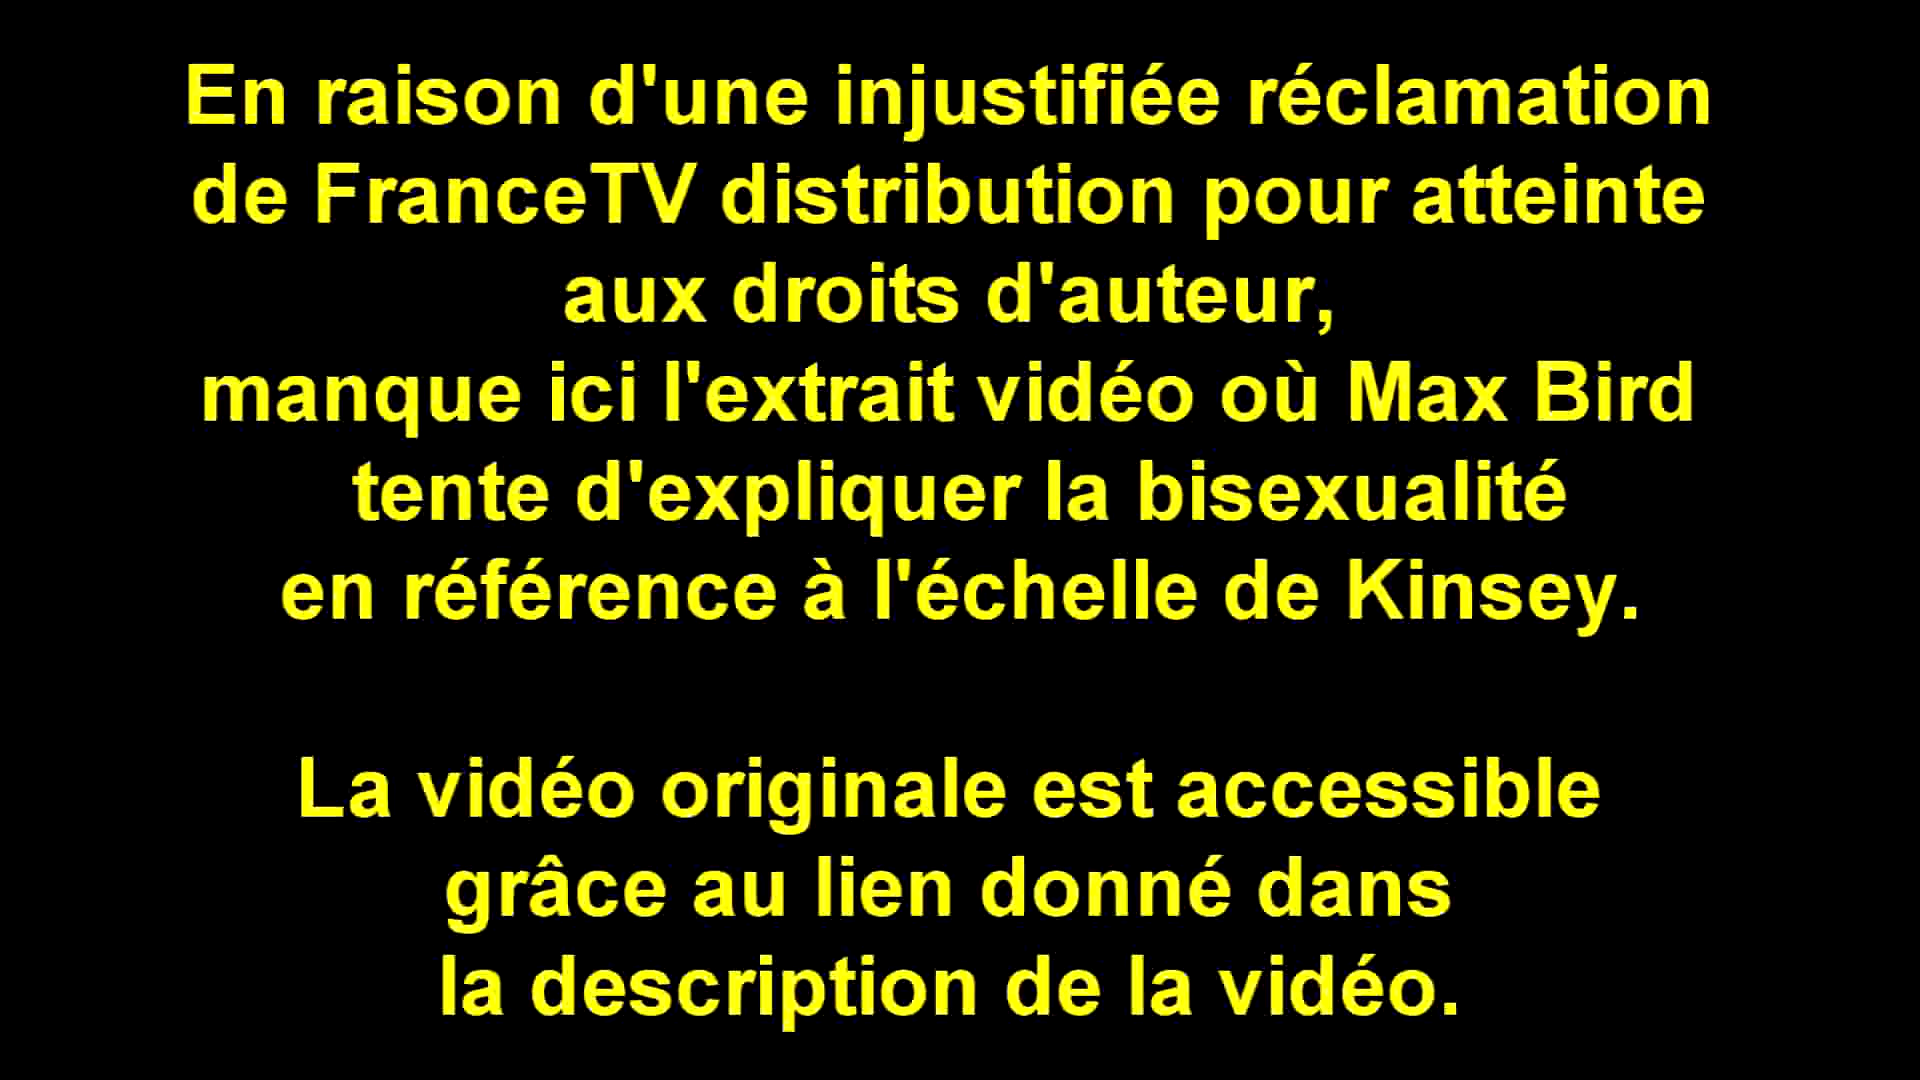 En raison d'une injustifiée réclamation
de FranceTV distribution pour atteinte
aux droits d'auteur,
manque ici l'extrait vidéo où Max Bird
tente d'expliquer la bisexualité
en référence à l'échelle de Kinsey.
La vidéo originale est accessible
grâce au lien donné dans
la description de la vidéo.